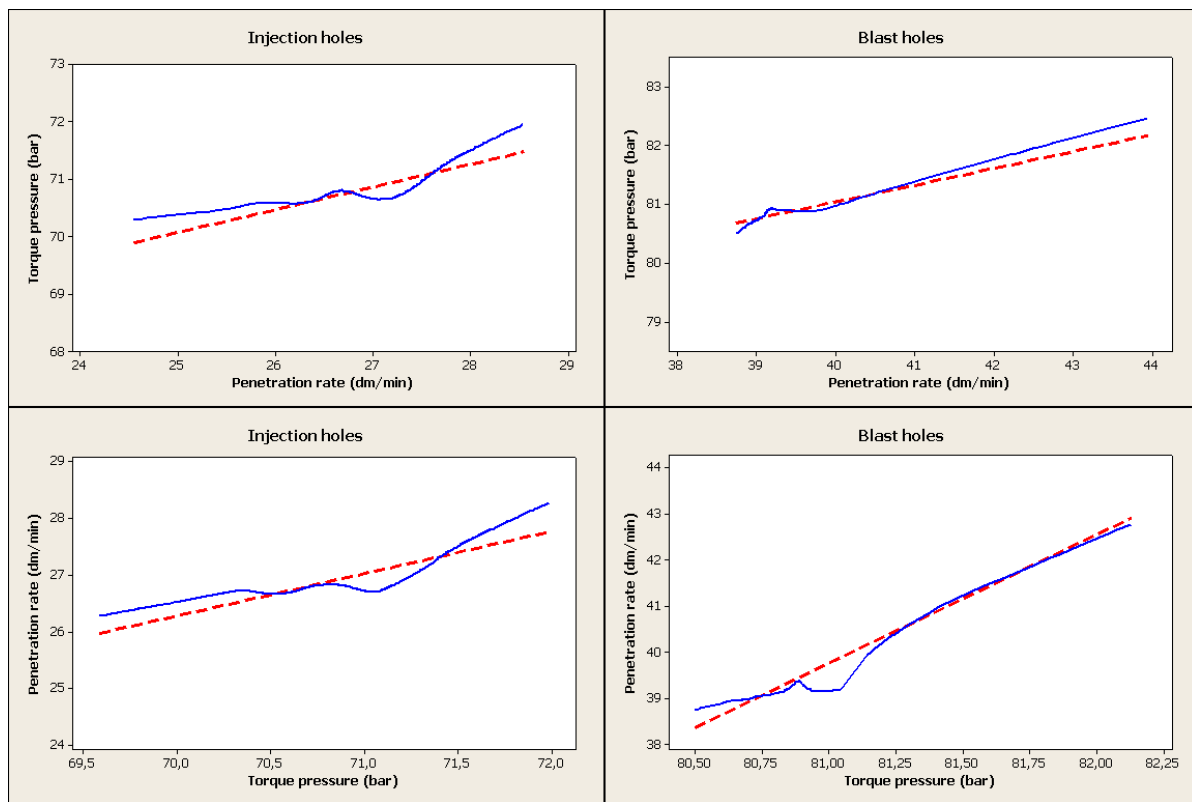 Injection holes
Torque pressure (bar)
73
72
71
70
69
68
24 25 26 27 28 29
Penetration rate (dm/min)
Blast holes
Torque pressure (bar)
83
82
81
80
79
38 39 40 41 42 43 44
Penetration rate (dm/min)
Injection holes
Penetration rate (dm/min)
29
28
27
26
25
24
69,5 70,0 70,5 71,0 71,5 72,0
Torque pressure (bar)
Blast holes
Penetration rate (dm/min)
44
43
42
41
40
39
38
80,50 80,75 81,00 81,25 81,50 81,75 82,00 82,25
Torque pressure (bar)